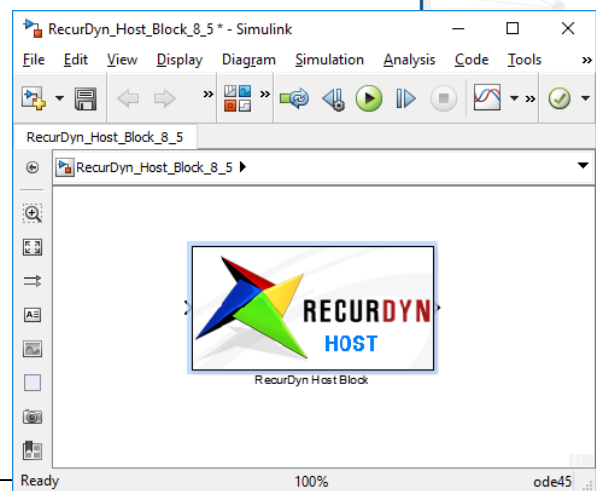 RecurDyn_Host_Block_8_5 * - Simulink
File Edit View Display Diagram Simulation Analysis Code Tools »
» »  »
RecurDyn_Host_Block_8_5
RecurDyn_Host_Block_8_5
A
RECURDYN
HOST
RecurDyn Host Block
Ready 100% ode45